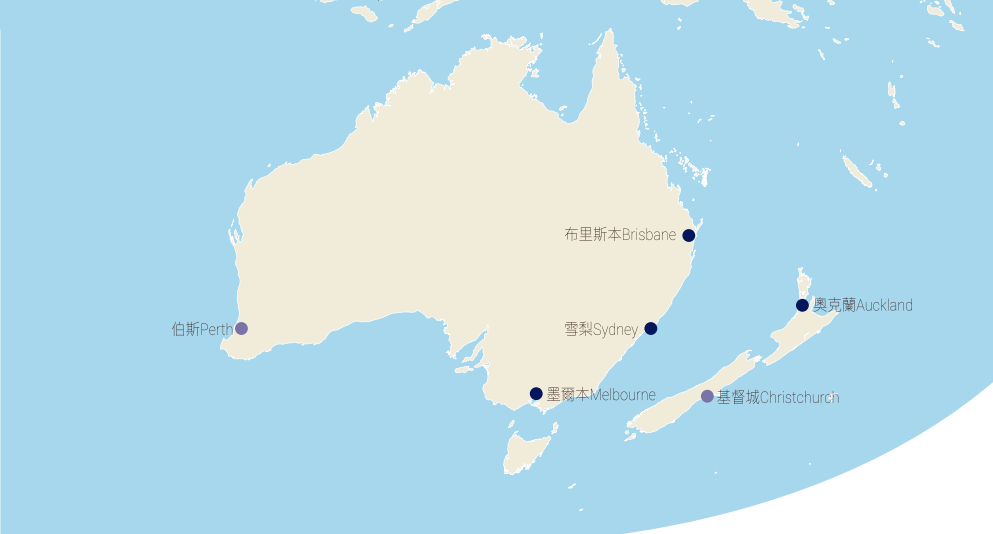 布里斯本Brisbane
奧克蘭Auckland
伯斯Perth
雪梨Sydney
墨爾本Melbourne
基督城Christchurch